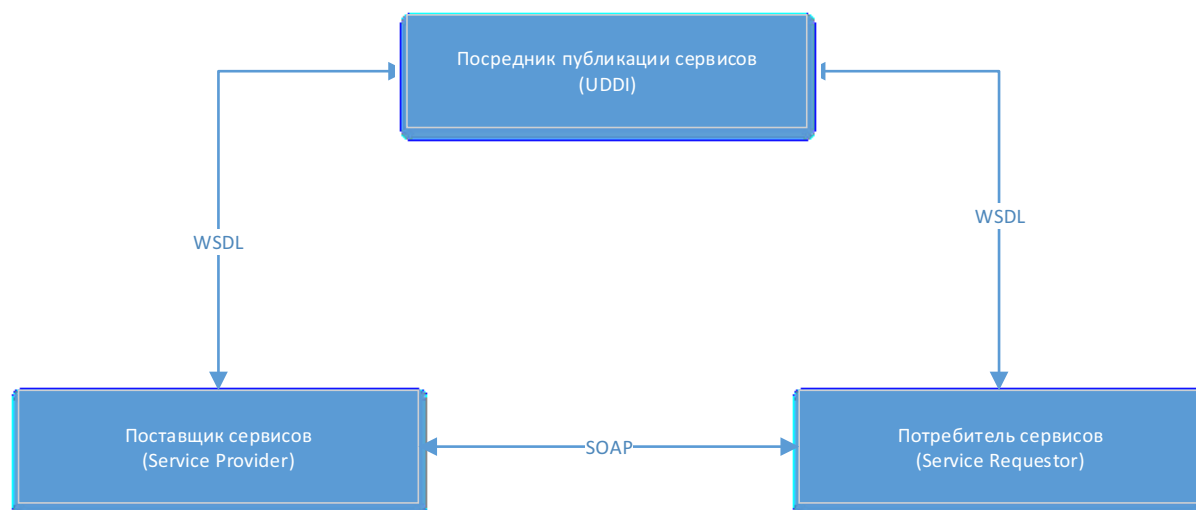 Посредник публикации сервисов
(UDDI)
WSDL
WSDL
Поставщик сервисов
(Service Provider)
SOAP
Потребитель сервисов
(Service Requestor)